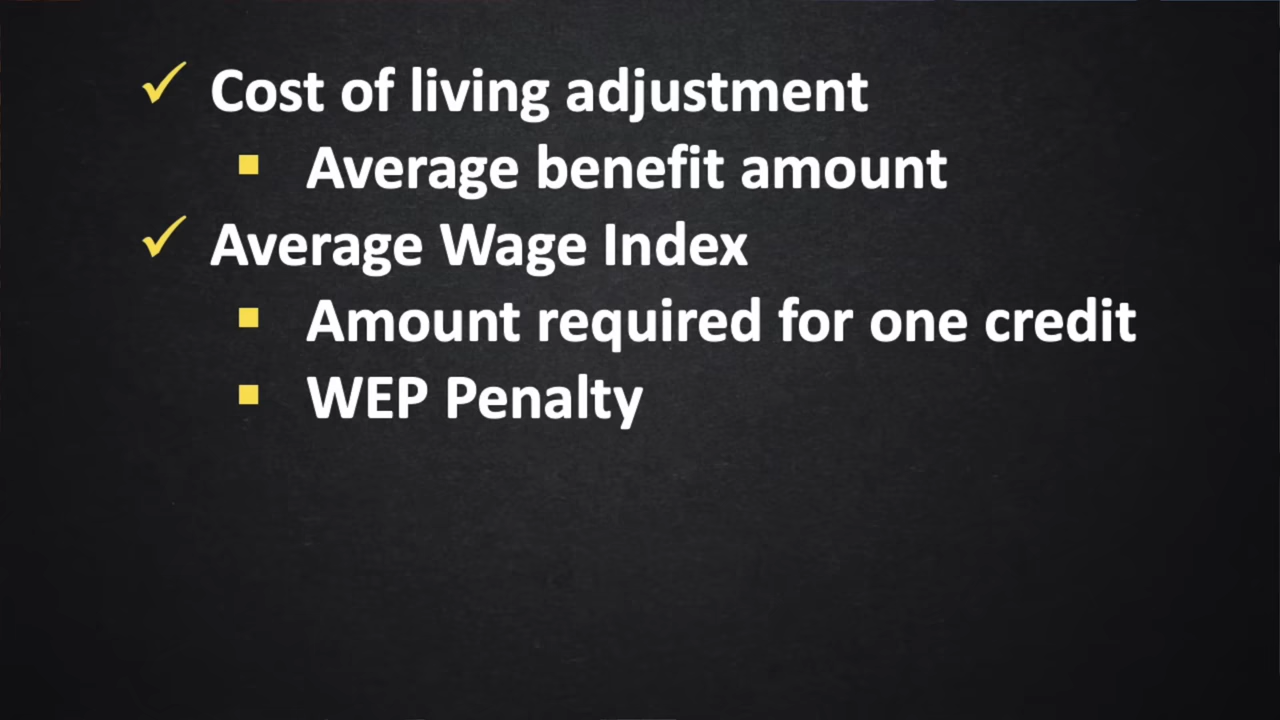 Cost of living adjustment
Average benefit amount
Average Wage Index
Amount required for one credit
WEP Penalty